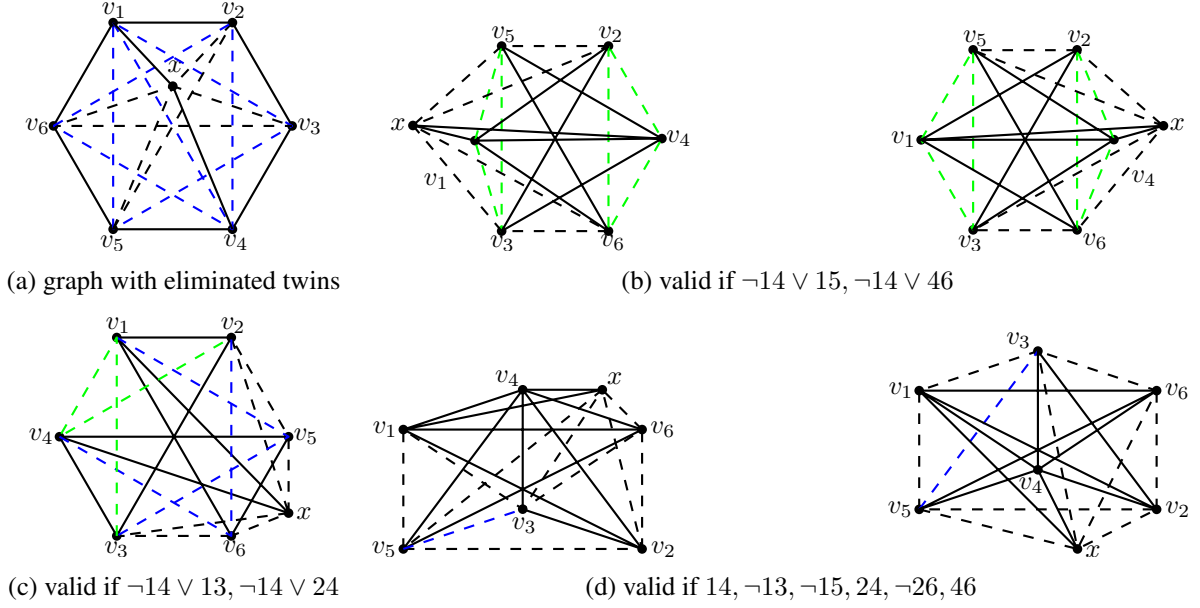 v₁ v₂
x
v₆ v₃
v₅ v₄
(a) graph with eliminated twins
v₅ v₂
x v₄
v₁
v₃ v₆
v₅ v₂
v₁ x
v₄
v₃ v₆
(b) valid if ¬14 ∨ 15, ¬14 ∨ 46
v₁ v₂
v₄ v₅
x
v₃ v₆
(c) valid if ¬14 ∨ 13, ¬14 ∨ 24
v₄ x
v₁ v₆
v₃
v₅ v₂
v₃
v₁ v₆
v₄
v₅ v₂
x
(d) valid if 14, ¬13, ¬15, 24, ¬26, 46